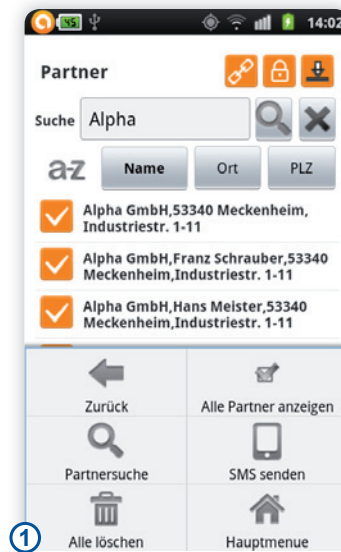 45 14:02
Partner
Suche Alpha
a-z Name Ort PLZ
Alpha GmbH,53340 Meckenheim,
Industriestr. 1-11
Alpha GmbH,Franz Schrauber,53340
Meckenheim,Industriestr. 1-11
Alpha GmbH,Hans Meister,53340
Meckenheim,Industriestr. 1-11
Zurück Alle Partner anzeigen
Partnersuche SMS senden
1 Alle löschen Hauptmenue